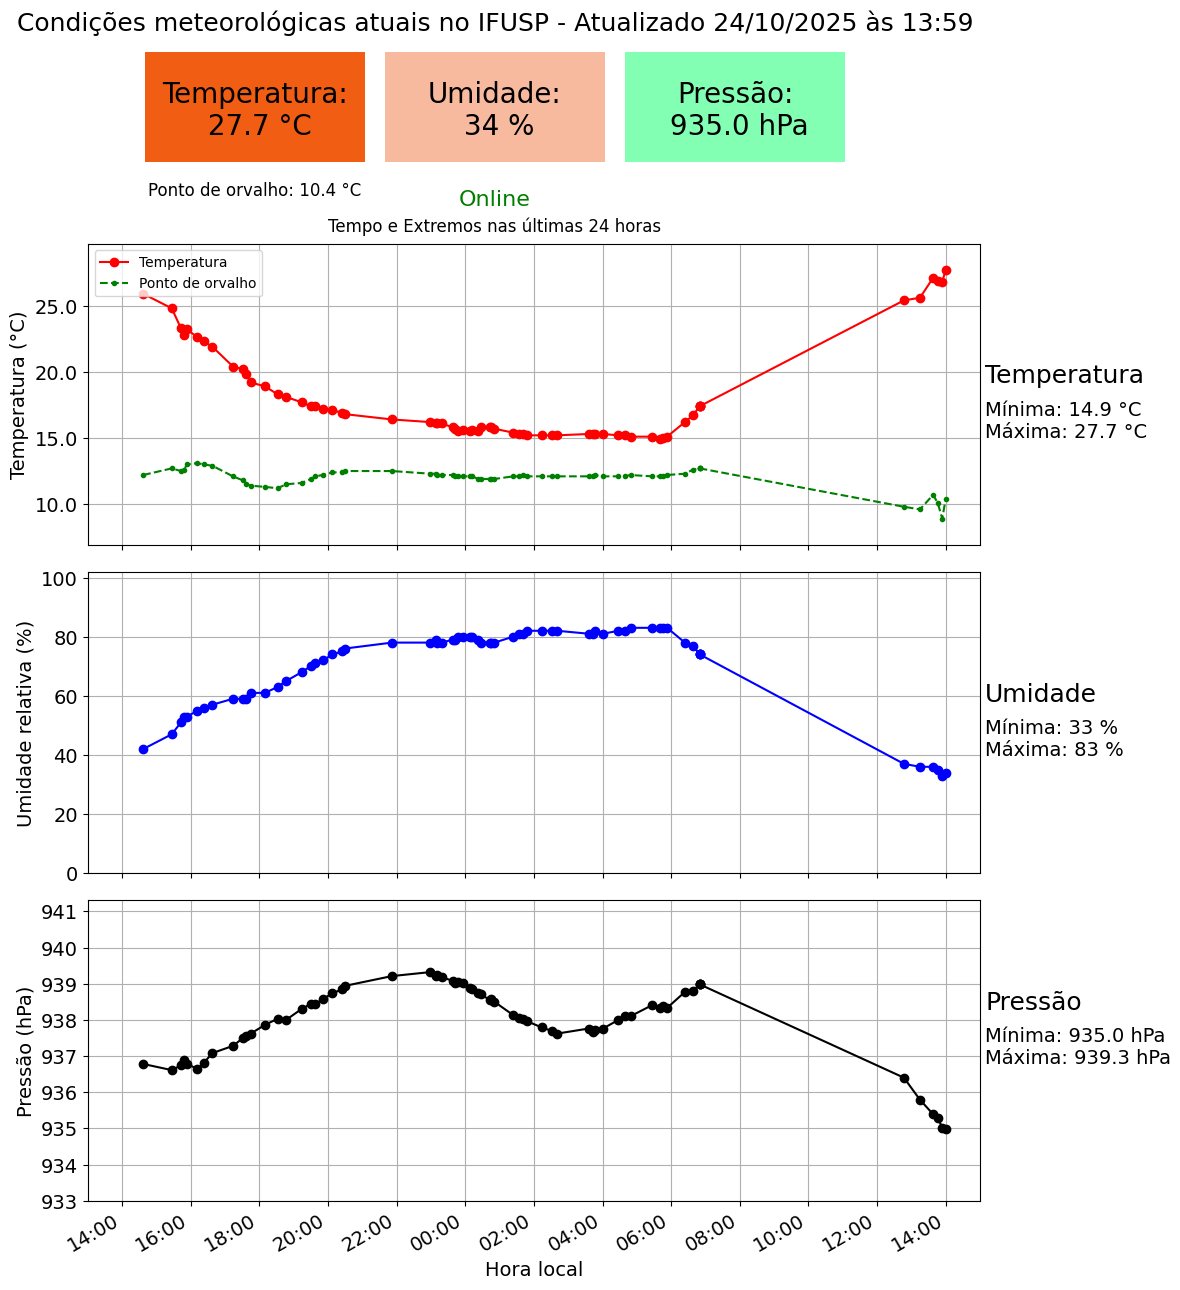 Condições meteorológicas atuais no IFUSP - Atualizado 24/10/2025 às 13:59
Temperatura:
27.7 °C
Umidade:
34 %
Pressão:
935.0 hPa
Ponto de orvalho: 10.4 °C
Online
Tempo e Extremos nas últimas 24 horas
Temperatura
Ponto de orvalho
Temperatura (°C)
25.0
20.0
15.0
10.0
Temperatura
Mínima: 14.9 °C
Máxima: 27.7 °C
Umidade relativa (%)
100
80
60
40
20
0
Umidade
Mínima: 33 %
Máxima: 83 %
Pressão (hPa)
941
940
939
938
937
936
935
934
933
Pressão
Mínima: 935.0 hPa
Máxima: 939.3 hPa
14:00
16:00
18:00
20:00
22:00
00:00
02:00
04:00
06:00
08:00
10:00
12:00
14:00
Hora local